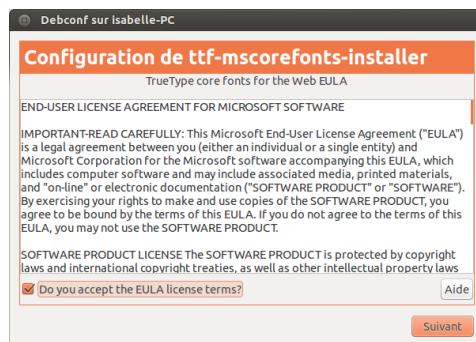 Debconf sur isabelle-PC
Configuration de ttf-mscorefonts-installer
TrueType core fonts for the Web EULA
END-USER LICENSE AGREEMENT FOR MICROSOFT SOFTWARE
IMPORTANT-READ CAREFULLY: This Microsoft End-User License Agreement ("EULA")
is a legal agreement between you (either an individual or a single entity) and
Microsoft Corporation for the Microsoft software accompanying this EULA, which
includes computer software and may include associated media, printed materials,
and "on-line" or electronic documentation ("SOFTWARE PRODUCT" or "SOFTWARE").
By exercising your rights to make and use copies of the SOFTWARE PRODUCT, you
agree to be bound by the terms of this EULA. If you do not agree to the terms of this
EULA, you may not use the SOFTWARE PRODUCT.
SOFTWARE PRODUCT LICENSE The SOFTWARE PRODUCT is protected by copyright
laws and international copyright treaties, as well as other intellectual property laws
Do you accept the EULA license terms?
Aide
Suivant